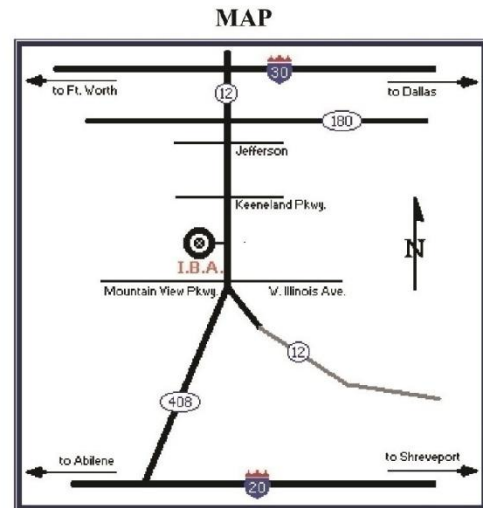 MAP
30
to Ft. Worth
12
to Dallas
180
Jefferson
Keeneland Pkwy.
N
I.B.A.
Mountain View Pkwy.
W. Illinois Ave.
12
408
to Abilene
to Shreveport
20